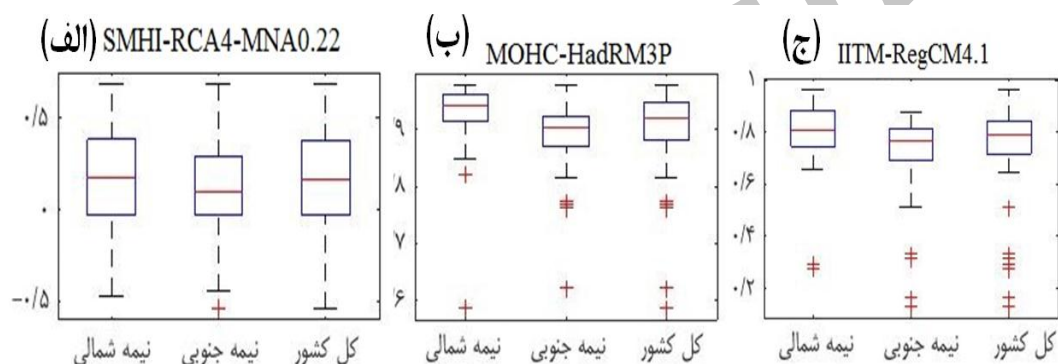 (الف) SMHI-RCA4-MNA0.22
۰/۵
۰
-۰/۵
نیمه شمالی
نیمه جنوبی
کل کشور
(ب) MOHC-HadRM3P
۹
۸
۷
۶
نیمه شمالی
نیمه جنوبی
کل کشور
(ج) IITM-RegCM4.1
۱
۰/۸
۰/۶
۰/۴
۰/۲
نیمه شمالی
نیمه جنوبی
کل کشور